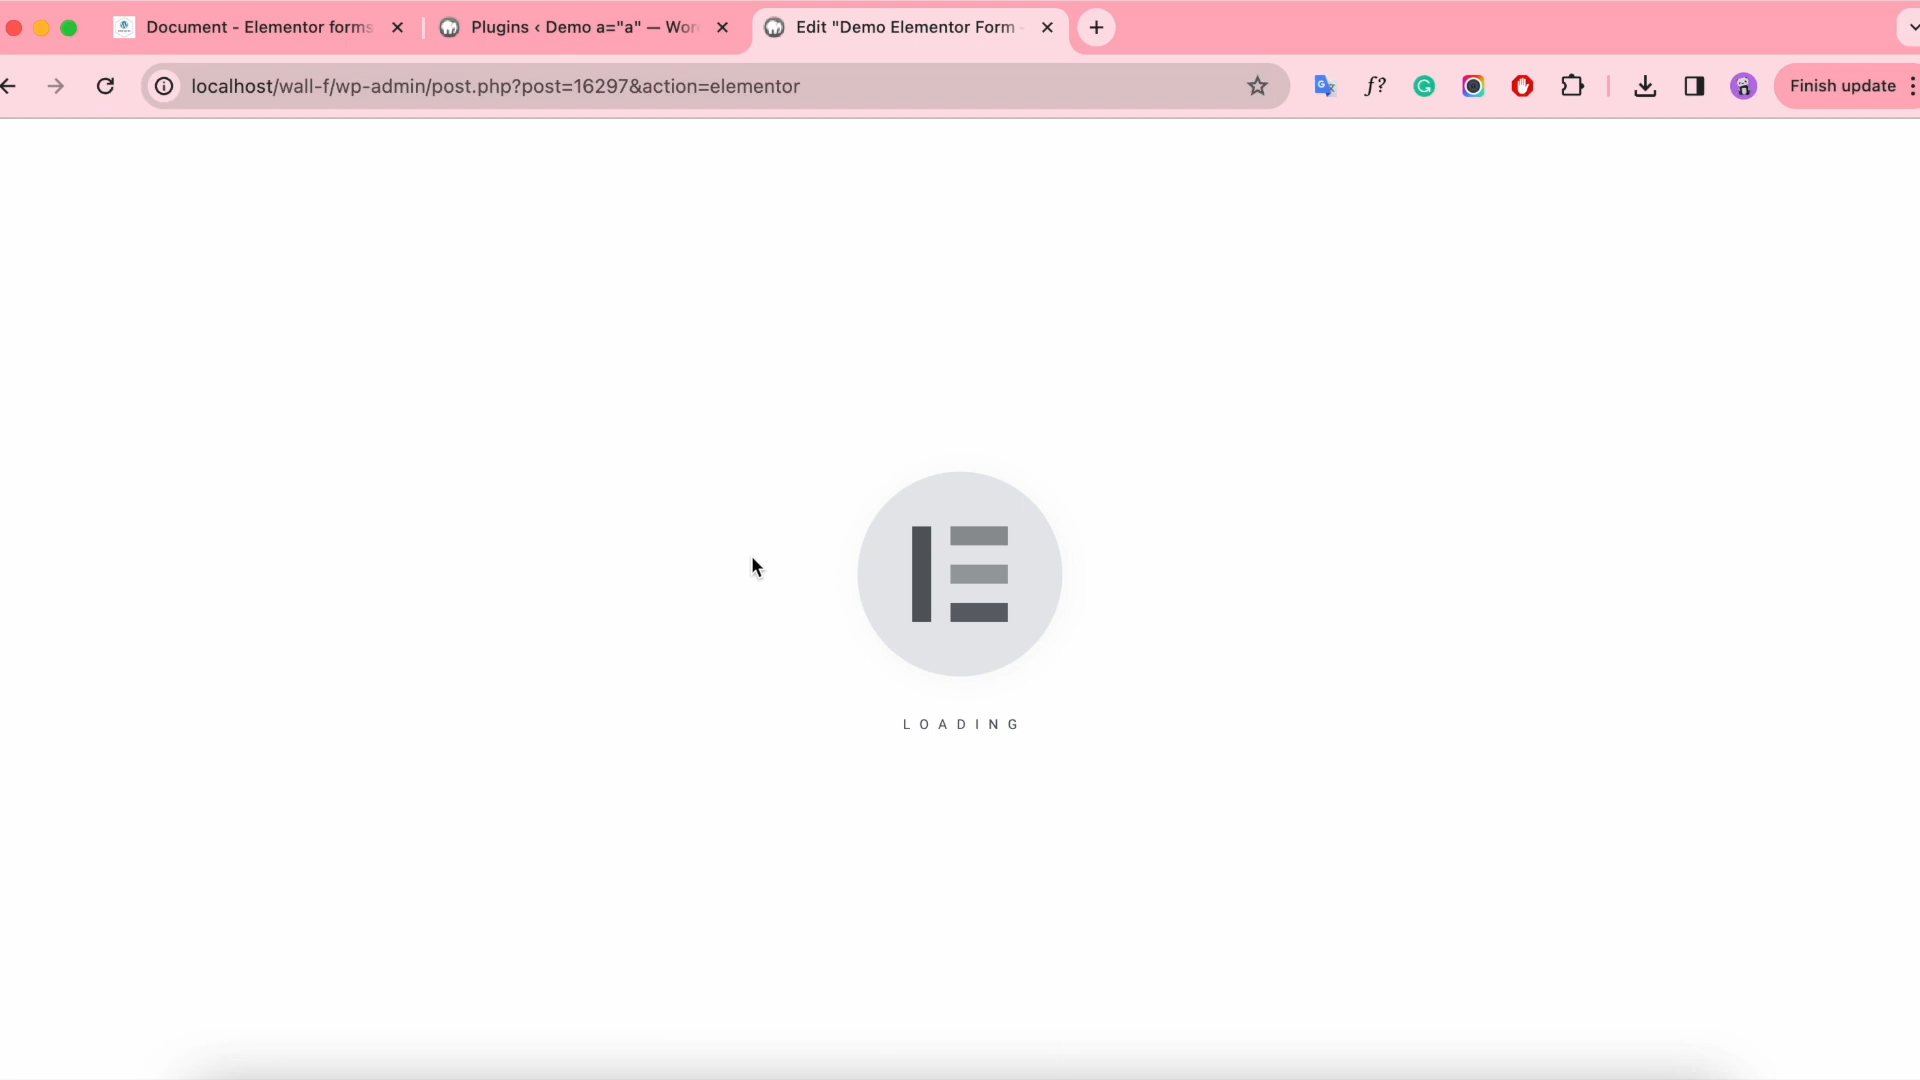 Document - Elementor forms
Plugins ‹ Demo a="a" — Wor
Edit "Demo Elementor Form -
localhost/wall-f/wp-admin/post.php?post=16297&action=elementor
f?
Finish update
LOADING